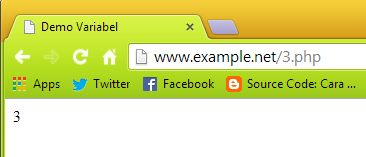 Demo Variabel
www.example.net/3.php
Apps Twitter Facebook Source Code: Cara ...
3